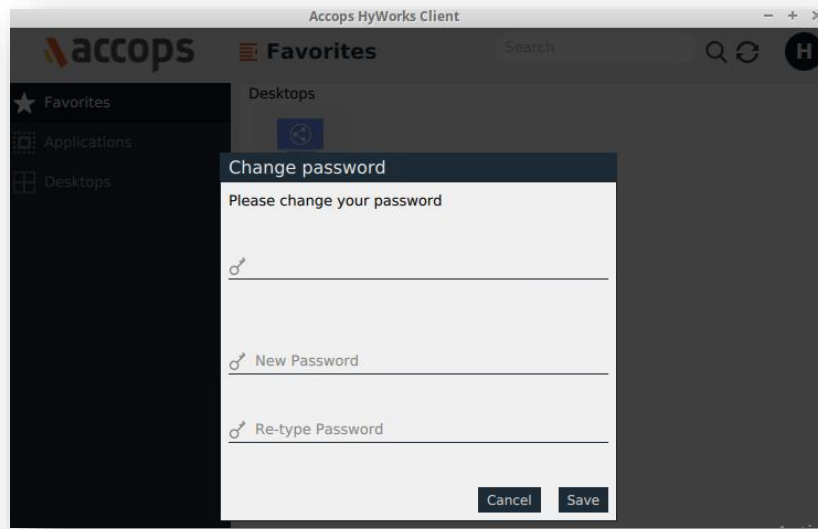 Accops HyWorks Client
accops
Favorites
Search
H
Favorites
Applications
Desktops
Desktops
Change password
Please change your password
New Password
Re-type Password
Cancel Save